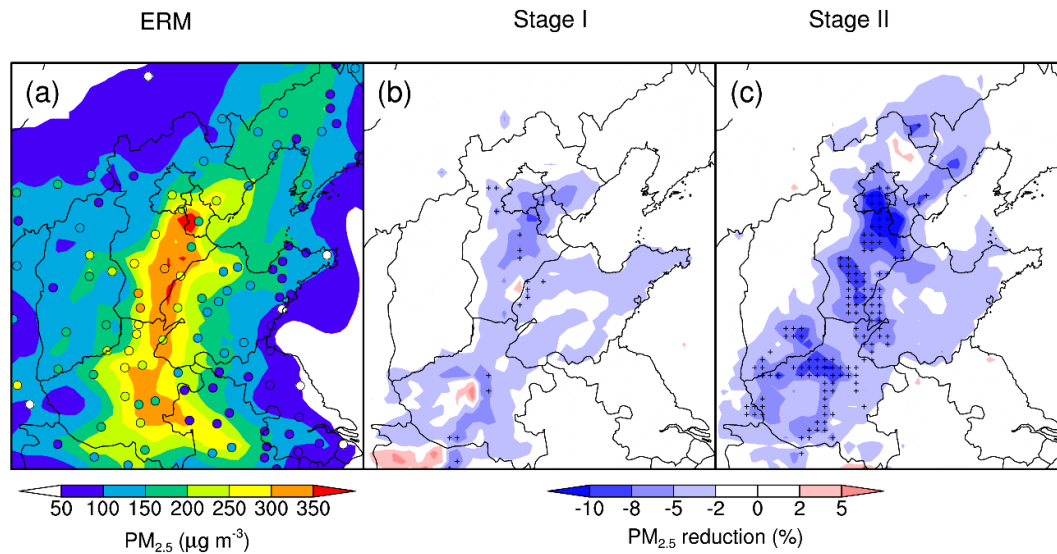 ERM Stage I Stage II
(a) (b) (c)
50 100 150 200 250 300 350 -10 -8 -5 -2 0 2 5
PM2.5 (μg m-3) PM2.5 reduction (%)